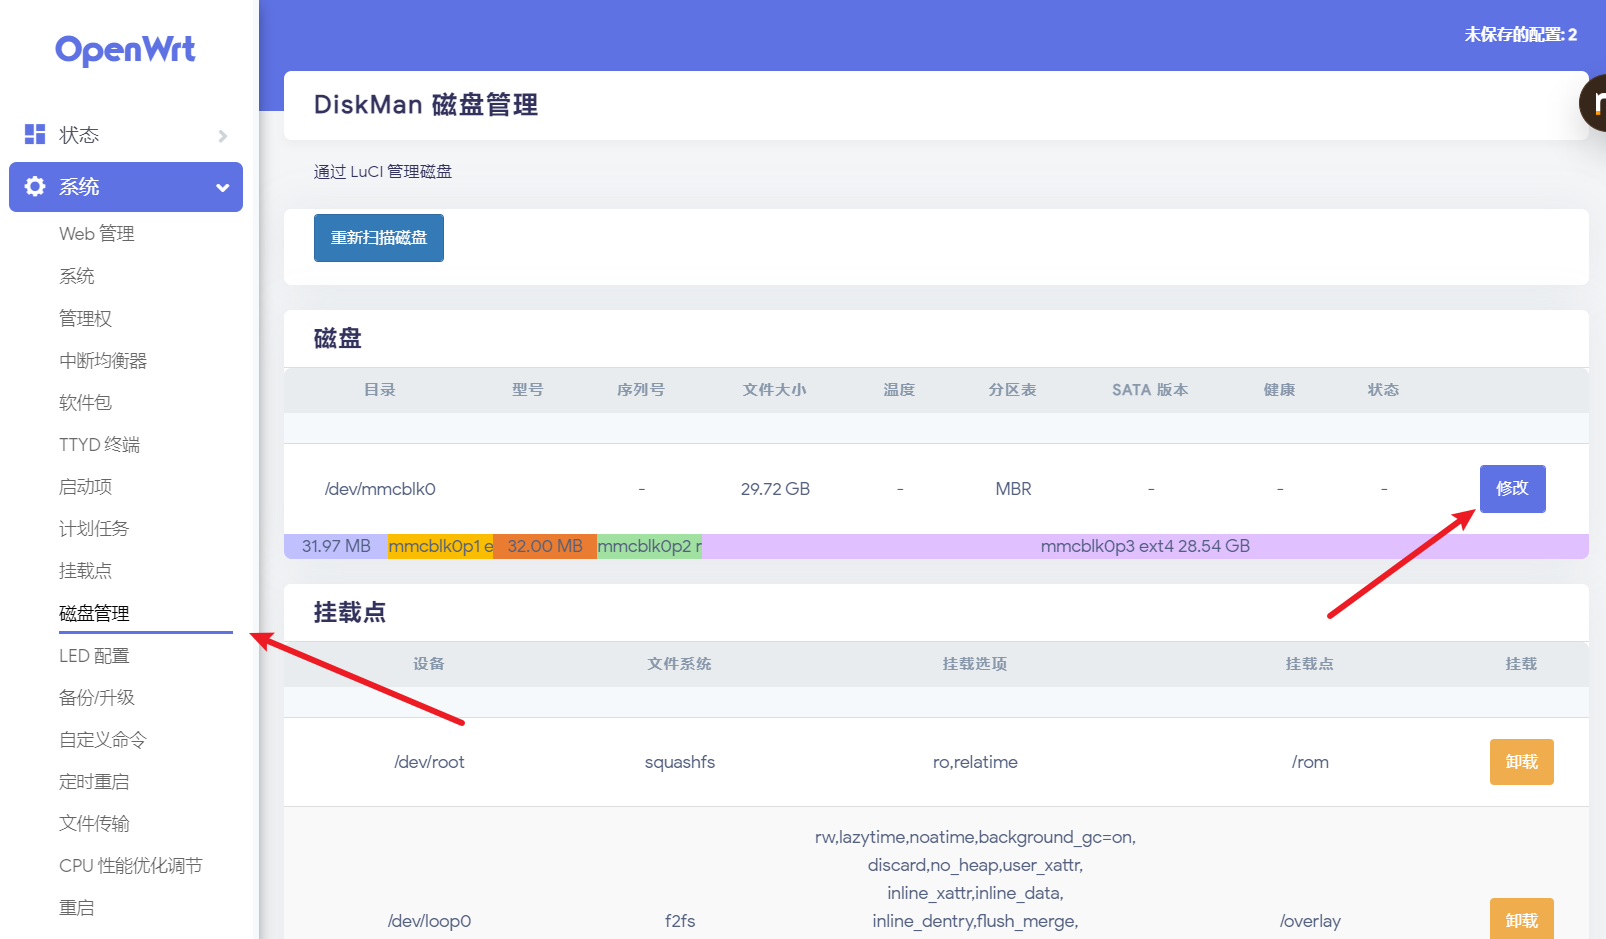 OpenWrt
未保存的配置: 2
状态
系统
Web 管理
系统
管理权
中断均衡器
软件包
TTYD 终端
启动项
计划任务
挂载点
磁盘管理
LED 配置
备份/升级
自定义命令
定时重启
文件传输
CPU 性能优化调节
重启
DiskMan 磁盘管理
通过 LuCI 管理磁盘
重新扫描磁盘
磁盘
目录 型号 序列号 文件大小 温度 分区表 SATA 版本 健康 状态
/dev/mmcblk0 - 29.72 GB - MBR - - - 修改
31.97 MB mmcblk0p1 e 32.00 MB mmcblk0p2 r mmcblk0p3 ext4 28.54 GB
挂载点
设备 文件系统 挂载选项 挂载点 挂载
/dev/root squashfs ro,relatime /rom 卸载
rw,lazytime,noatime,background_gc=on,
discard,no_heap,user_xattr,
inline_xattr,inline_data,
/dev/loop0 f2fs inline_dentry,flush_merge, /overlay 卸载